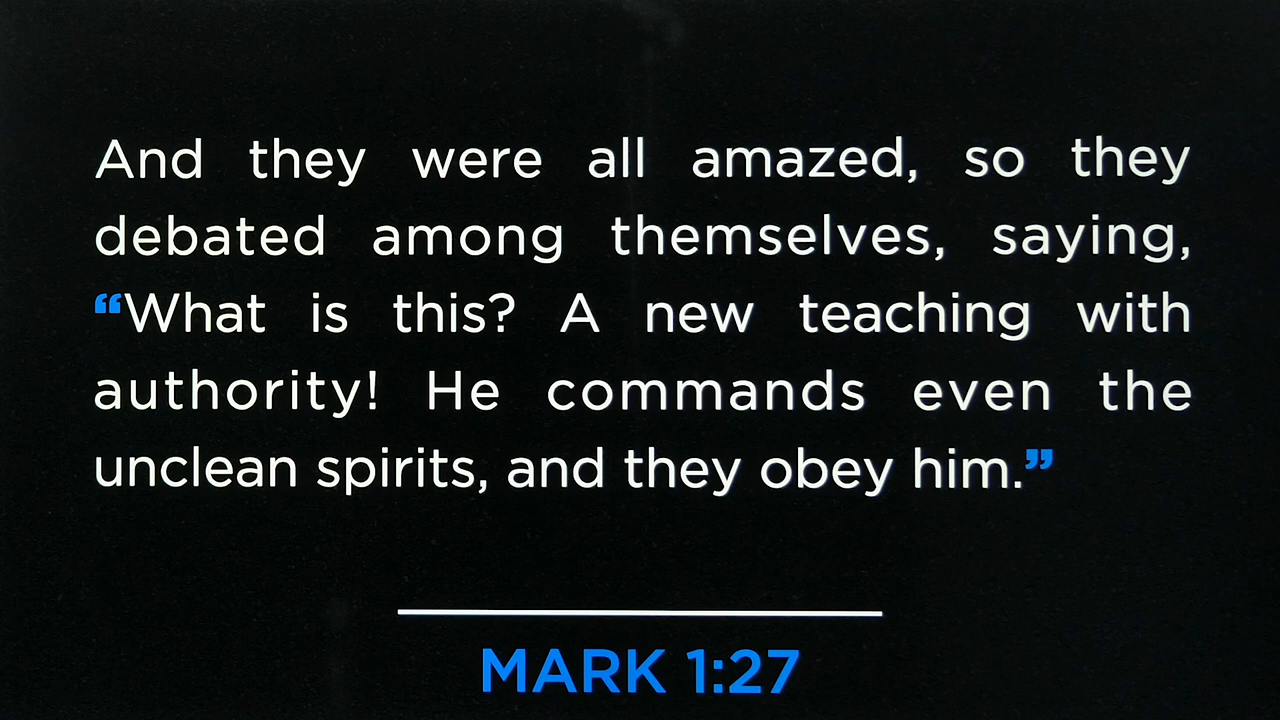 And they were all amazed, so they
debated among themselves, saying,
“What is this? A new teaching with
authority! He commands even the
unclean spirits, and they obey him.”
MARK 1:27